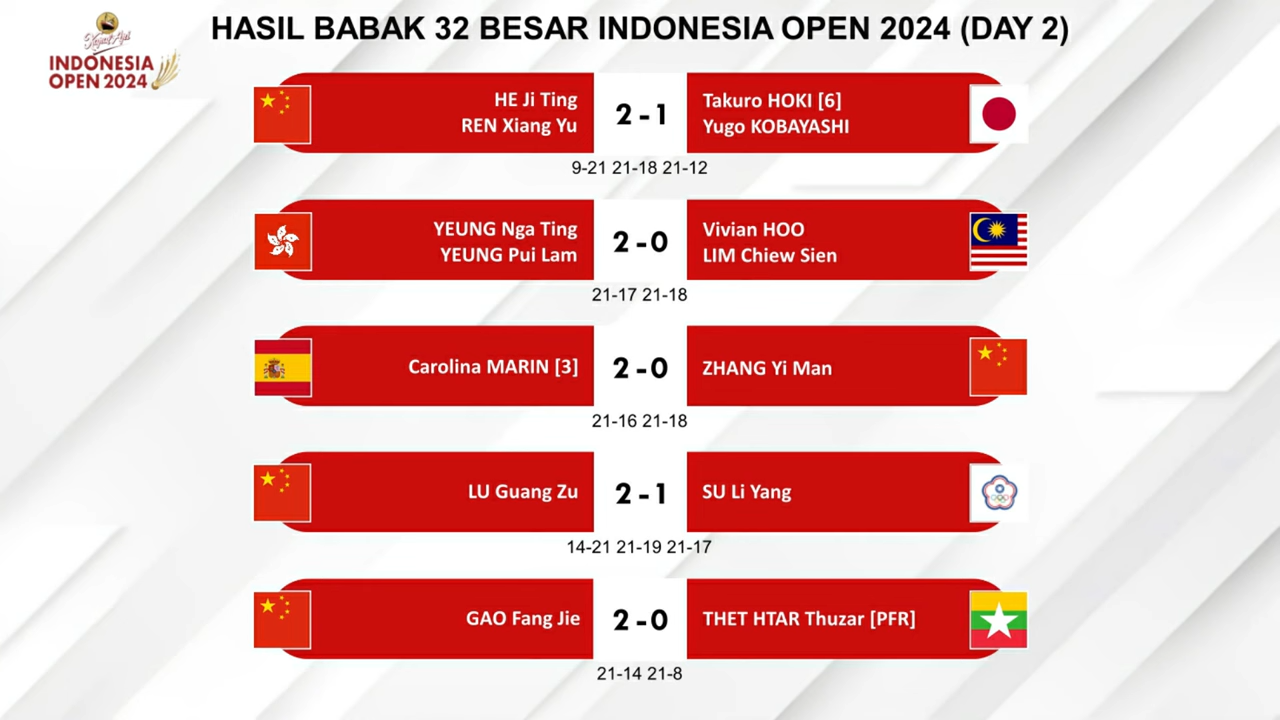 HASIL BABAK 32 BESAR INDONESIA OPEN 2024 (DAY 2)
INDONESIA
OPEN 2024
HE Ji Ting
REN Xiang Yu
2 - 1
Takuro HOKI [6]
Yugo KOBAYASHI
9-21 21-18 21-12
YEUNG Nga Ting
YEUNG Pui Lam
2 - 0
Vivian HOO
LIM Chiew Sien
21-17 21-18
Carolina MARIN [3]
2 - 0
ZHANG Yi Man
21-16 21-18
LU Guang Zu
2 - 1
SU Li Yang
14-21 21-19 21-17
GAO Fang Jie
2 - 0
THET HTAR Thuzar [PFR]
21-14 21-8